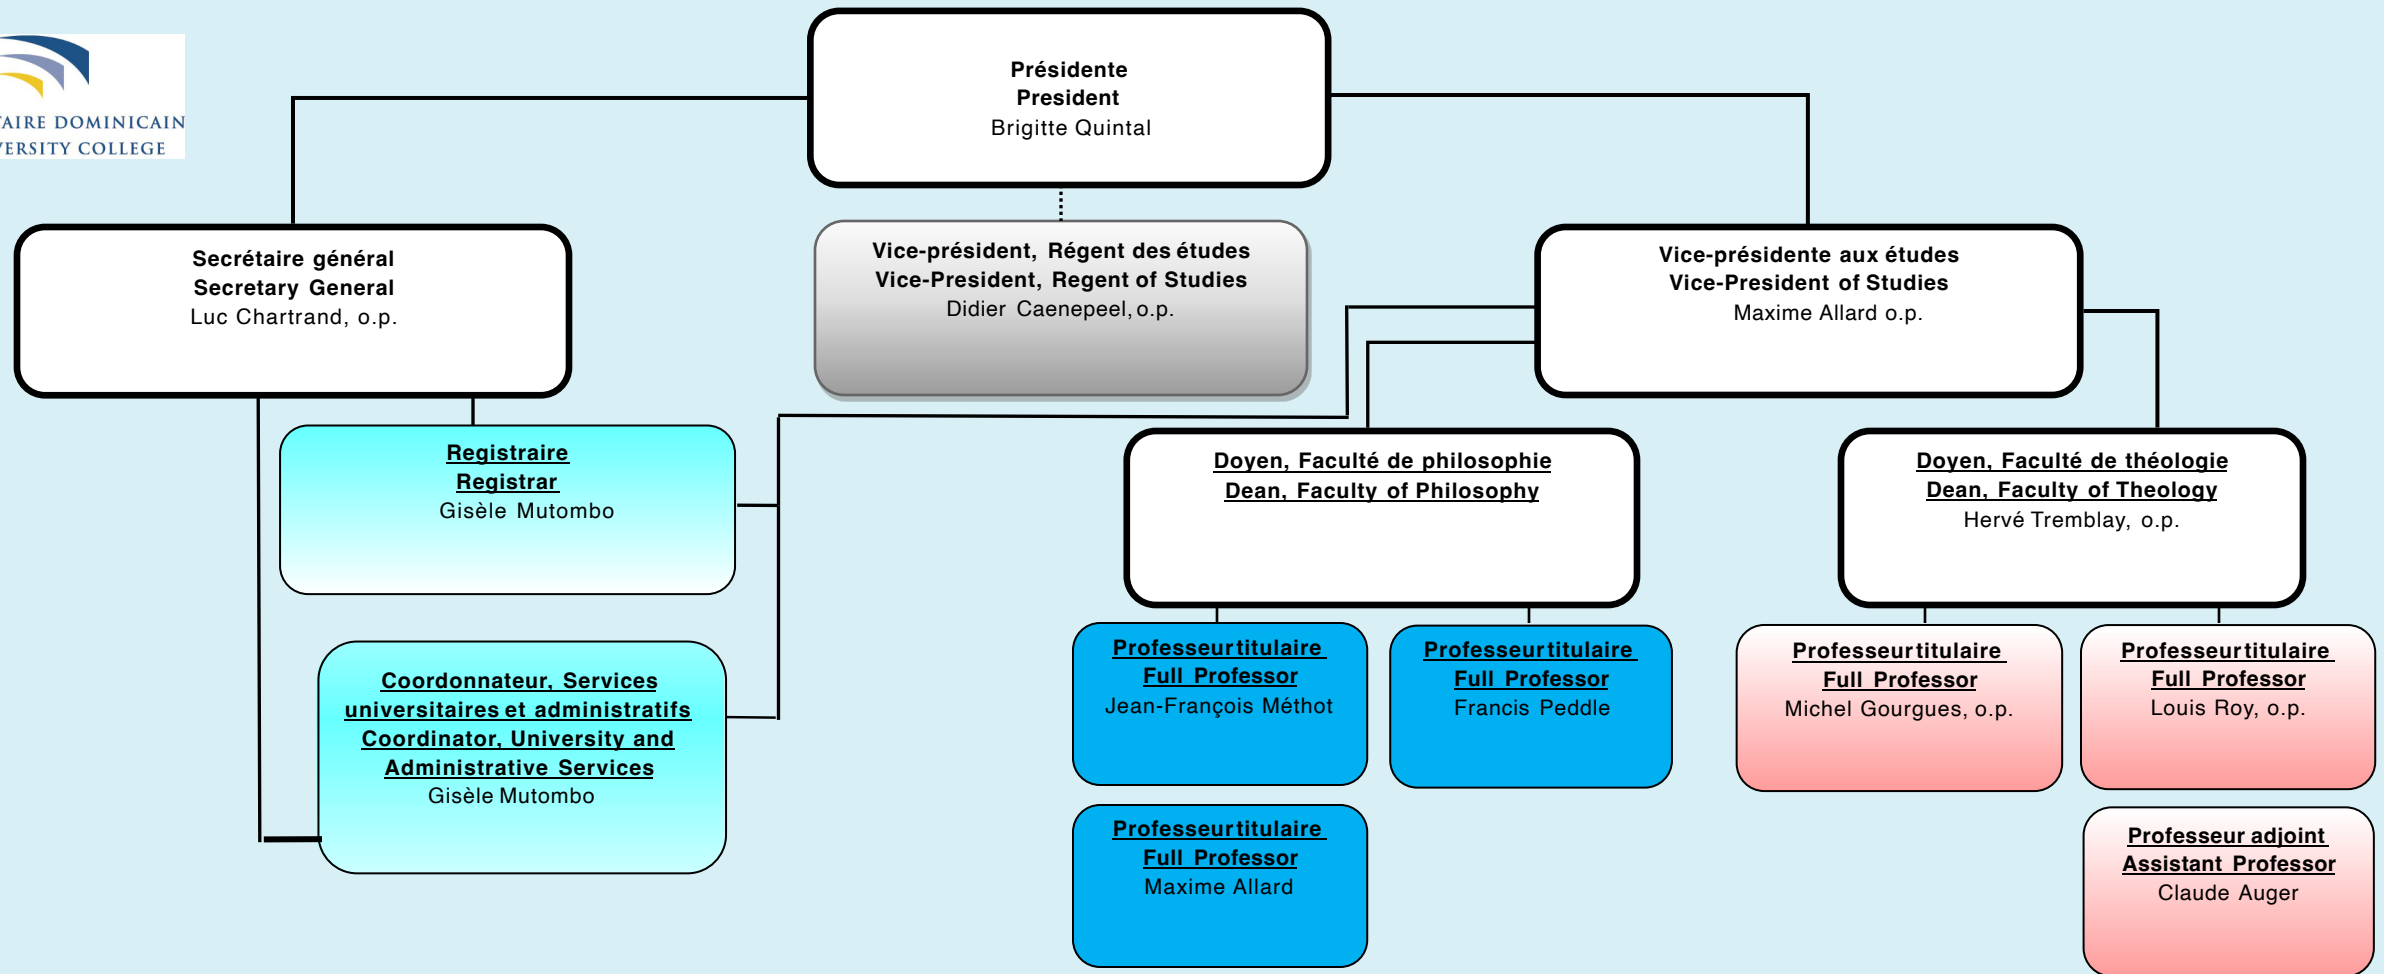 AIRE DOMINICAIN
ERSITY COLLEGE
Présidente
President
Brigitte Quintal
Secrétaire général
Secretary General
Luc Chartrand, o.p.
Vice-président, Régent des études
Vice-President, Regent of Studies
Didier Caenepeel, o.p.
Vice-présidente aux études
Vice-President of Studies
Maxime Allard o.p.
Registraire
Registrar
Gisèle Mutombo
Doyen, Faculté de philosophie
Dean, Faculty of Philosophy
Doyen, Faculté de théologie
Dean, Faculty of Theology
Hervé Tremblay, o.p.
Coordonnateur, Services
universitaires et administratifs
Coordinator, University and
Administrative Services
Gisèle Mutombo
Professeur titulaire
Full Professor
Jean-François Méthot
Professeur titulaire
Full Professor
Francis Peddle
Professeur titulaire
Full Professor
Michel Gourgues, o.p.
Professeur titulaire
Full Professor
Louis Roy, o.p.
Professeur titulaire
Full Professor
Maxime Allard
Professeur adjoint
Assistant Professor
Claude Auger